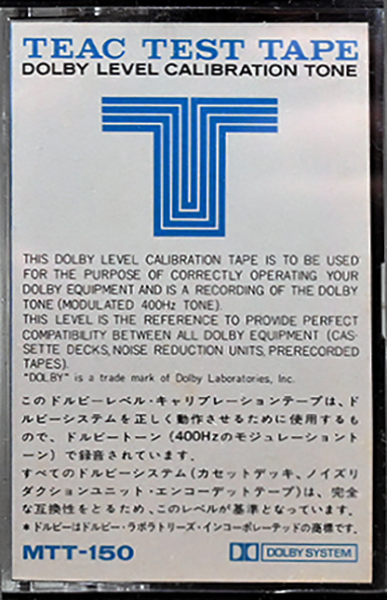 TEAC TEST TAPE
DOLBY LEVEL CALIBRATION TONE
THIS DOLBY LEVEL CALIBRATION TAPE IS TO BE USED
FOR THE PURPOSE OF CORRECTLY OPERATING YOUR
DOLBY EQUIPMENT AND IS A RECORDING OF THE DOLBY
TONE (MODULATED 400Hz TONE).
THIS LEVEL IS THE REFERENCE TO PROVIDE PERFECT
COMPATIBILITY BETWEEN ALL DOLBY EQUIPMENT (CAS-
SETTE DECKS, NOISE REDUCTION UNITS, PRERECORDED
TAPES).
"DOLBY" is a trade mark of Dolby Laboratories, Inc.
このドルビーレベル・キャリブレーションテープは、ド
ルビーシステムを正しく動作させるために使用するも
ので、ドルビートーン (400Hzのモジュレーショント
ーン) で録音されています.
すべてのドルビーシステム (カセットデッキ、ノイズリ
ダクションユニット・エンコーデットテープ) は、完全
な互換性をとるため、このレベルが基準となっています.
*ドルビーはドルビー・ラボラトリーズ・インコーポレーテッドの商標です.
MTT-150 DOLBY SYSTEM